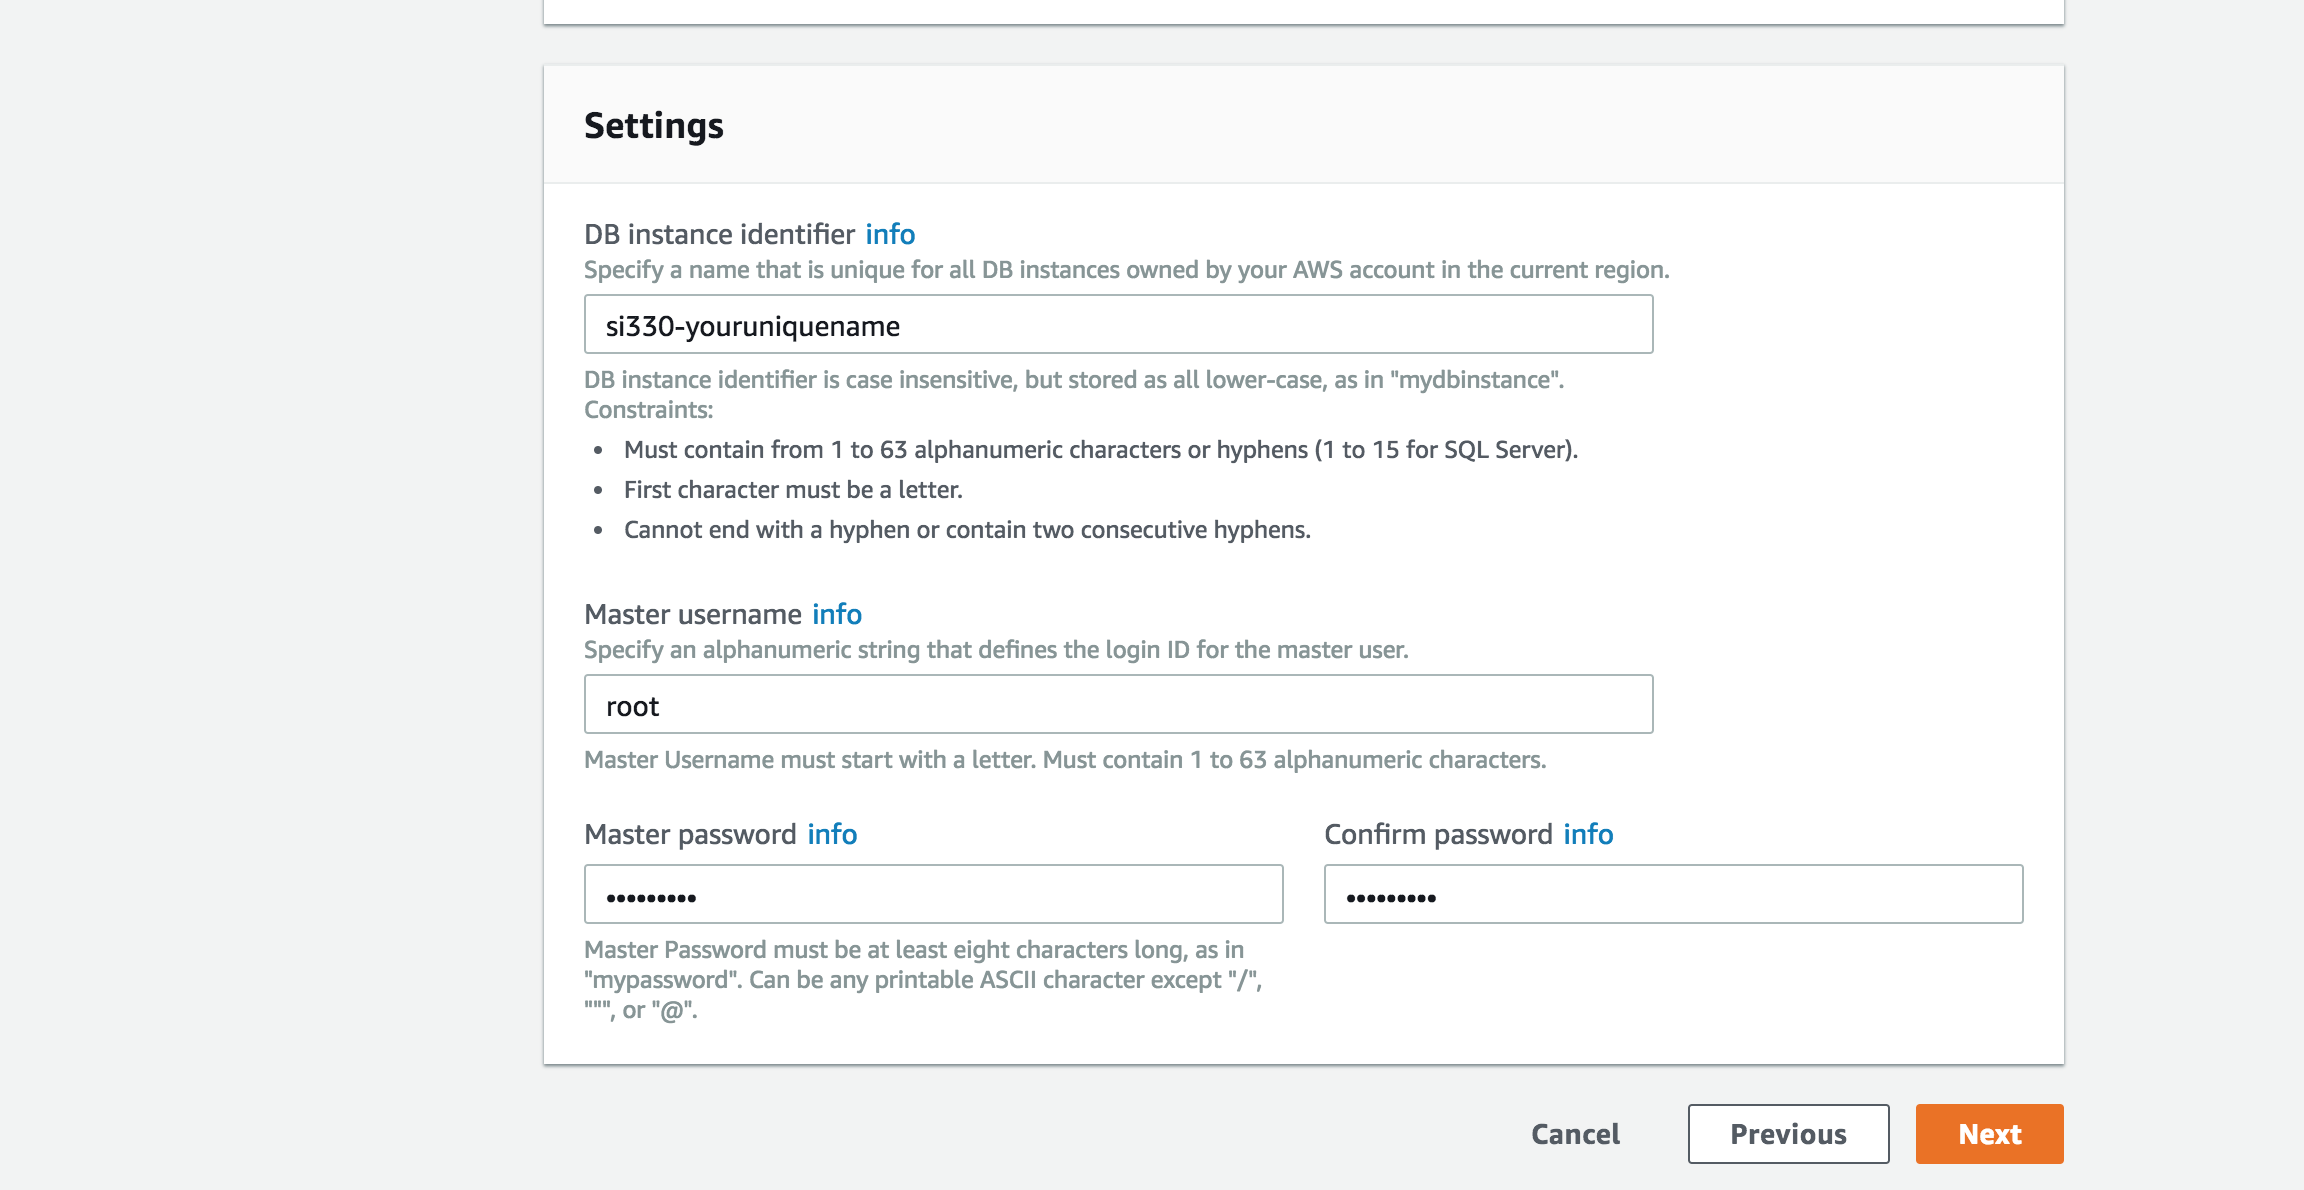 Settings
DB instance identifier info
Specify a name that is unique for all DB instances owned by your AWS account in the current region.
si330-youruniquename
DB instance identifier is case insensitive, but stored as all lower-case, as in "mydbinstance".
Constraints:
• Must contain from 1 to 63 alphanumeric characters or hyphens (1 to 15 for SQL Server).
• First character must be a letter.
• Cannot end with a hyphen or contain two consecutive hyphens.
Master username info
Specify an alphanumeric string that defines the login ID for the master user.
root
Master Username must start with a letter. Must contain 1 to 63 alphanumeric characters.
Master password info
Confirm password info
•••••••••
•••••••••
Master Password must be at least eight characters long, as in
"mypassword". Can be any printable ASCII character except "/",
""", or "@".
Cancel
Previous
Next